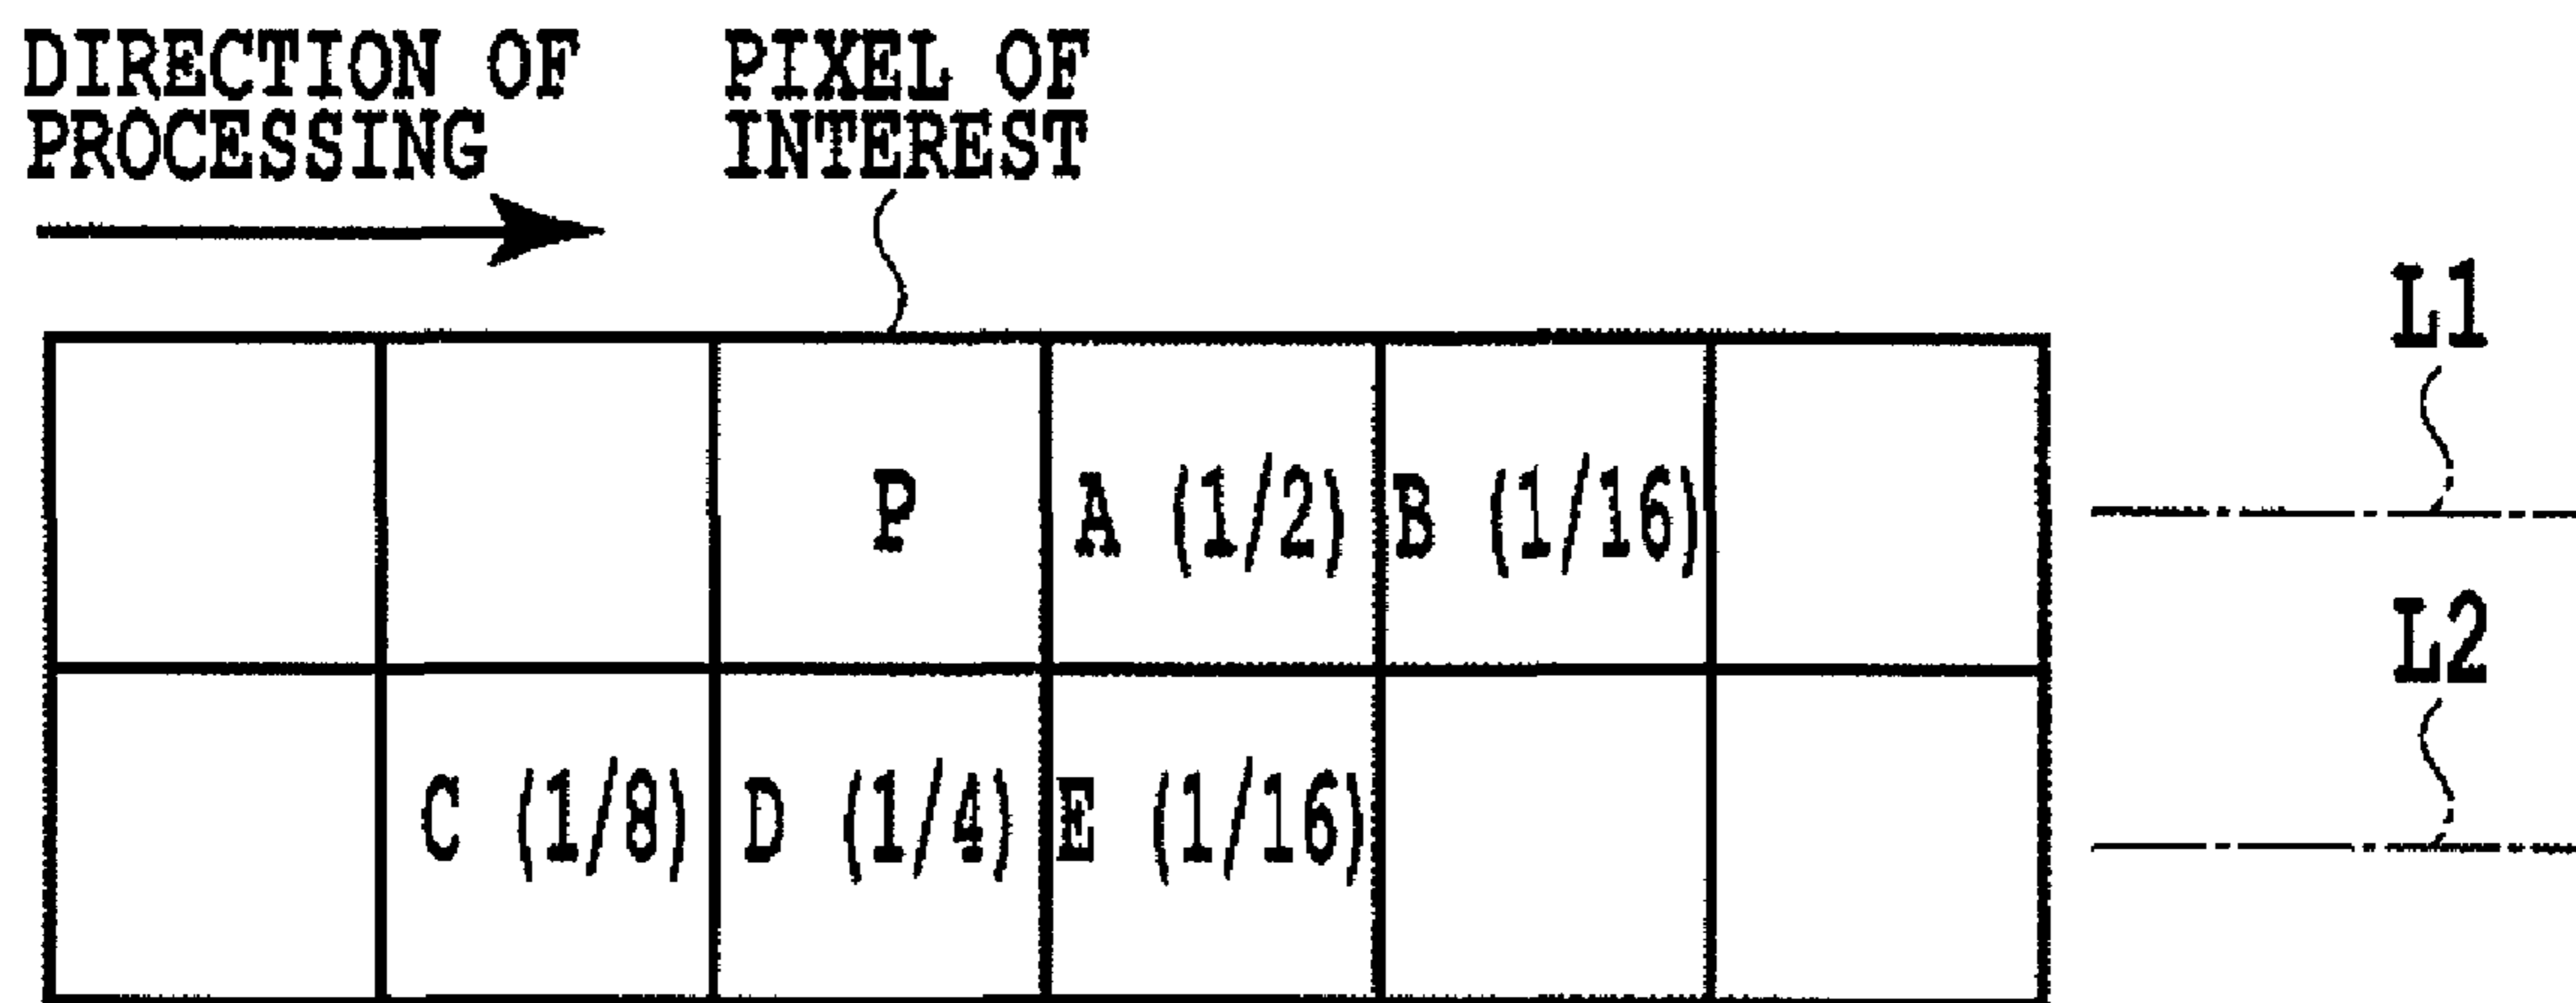 DIRECTION OF
PROCESSING
PIXEL OF
INTEREST
L1
P A (1/2) B (1/16)
L2
C (1/8) D (1/4) E (1/16)